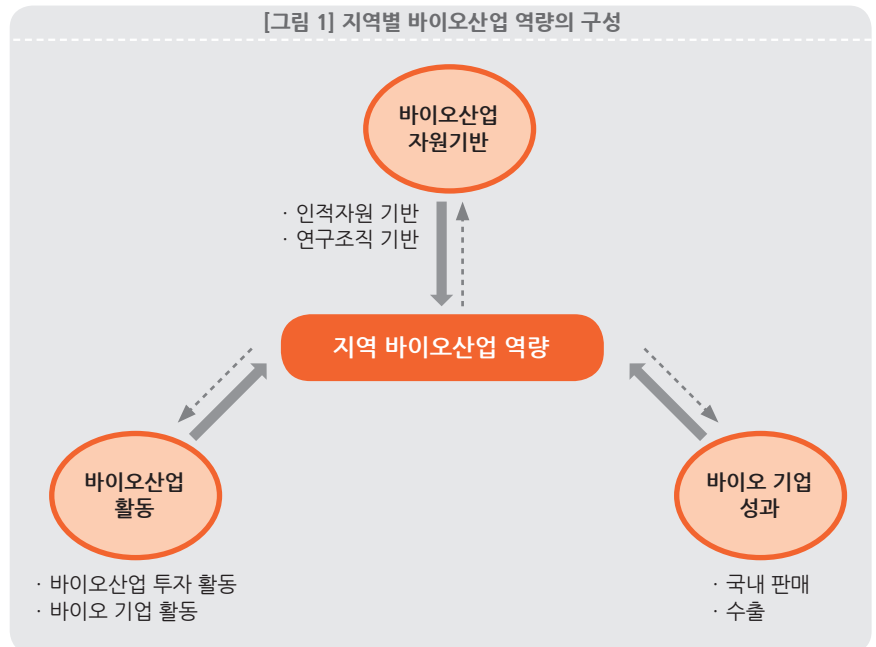 [그림 1] 지역별 바이오산업 역량의 구성
바이오산업
자원기반
· 인적자원 기반
· 연구조직 기반
지역 바이오산업 역량
바이오산업
활동
· 바이오산업 투자 활동
· 바이오 기업 활동
바이오 기업
성과
· 국내 판매
· 수출